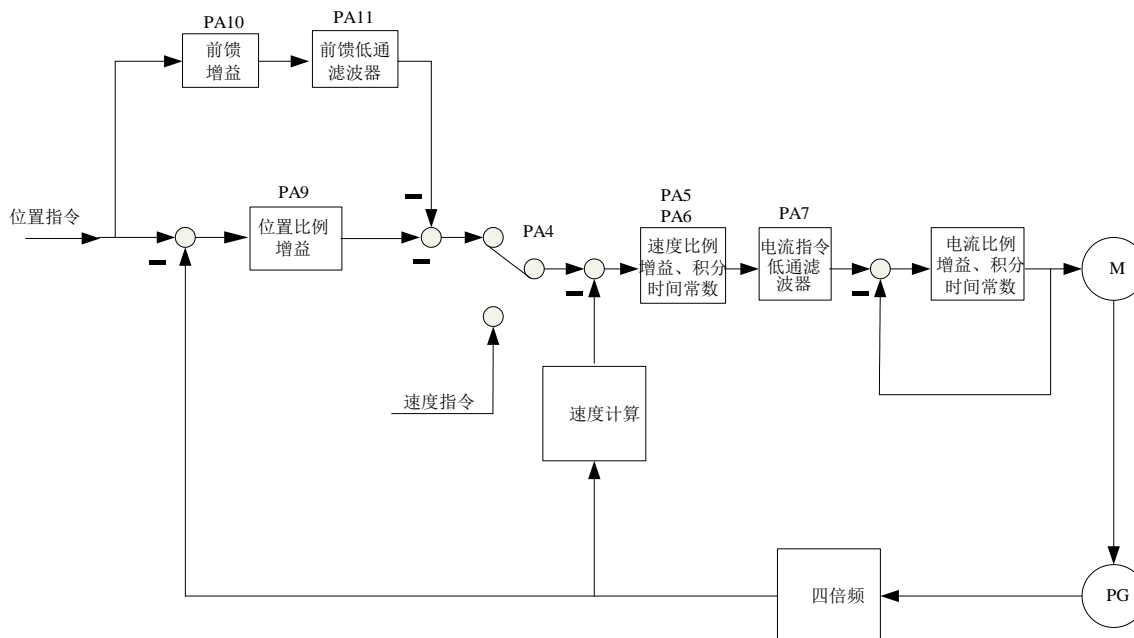 PA10
PA11
前馈
增益
前馈低通
滤波器
位置指令
PA9
位置比例
增益
PA4
PA5
PA6
速度比例
增益、积分
时间常数
PA7
电流指令
低通滤
波器
电流比例
增益、积分
时间常数
M
速度指令
速度计算
四倍频
PG